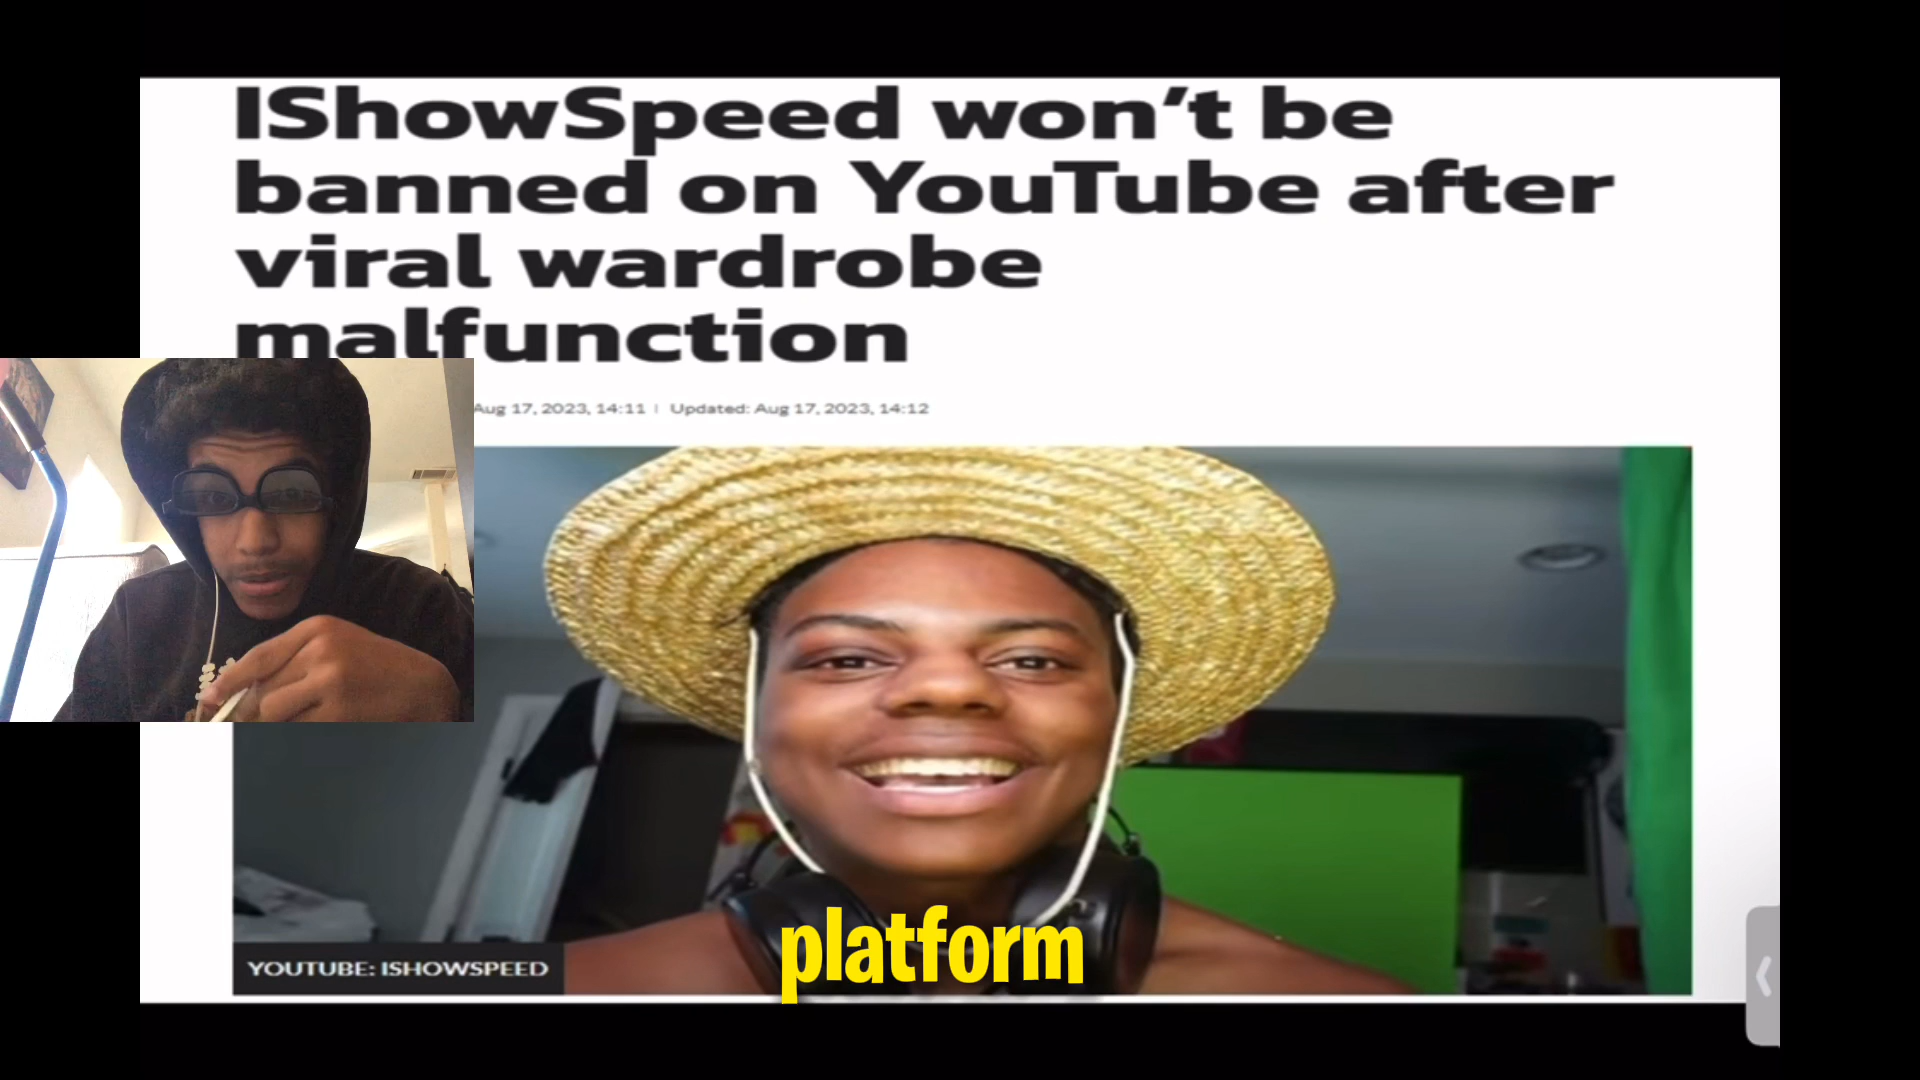 IShowSpeed won’t be
banned on YouTube after
viral wardrobe
malfunction
Aug 17, 2023, 14:11 | Updated: Aug 17, 2023, 14:12
YOUTUBE: ISHOWSPEED
platform